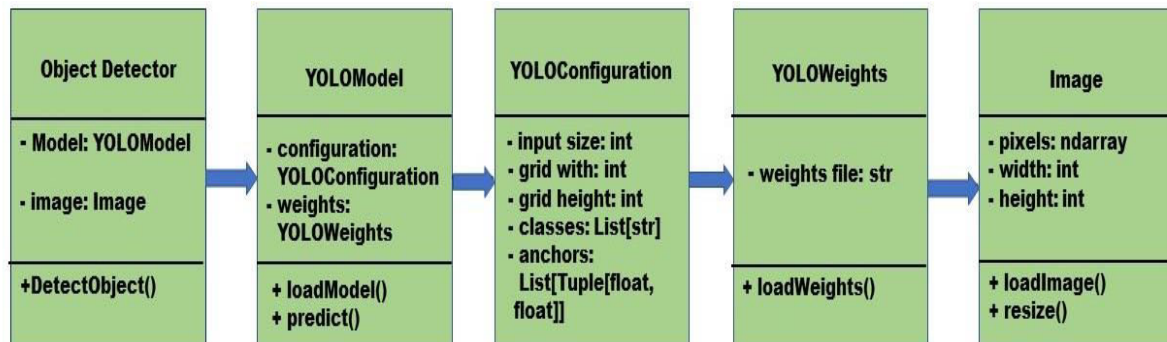 Object Detector
- Model: YOLOModel
- image: Image
+DetectObject()
YOLOModel
- configuration:
YOLOConfiguration
- weights:
YOLOWeights
+ loadModel()
+ predict()
YOLOConfiguration
- input size: int
- grid with: int
- grid height: int
- classes: List[str]
- anchors:
List[Tuple[float,
float]]
YOLOWeights
- weights file: str
+ loadWeights()
Image
- pixels: ndarray
- width: int
- height: int
+ loadImage()
+ resize()